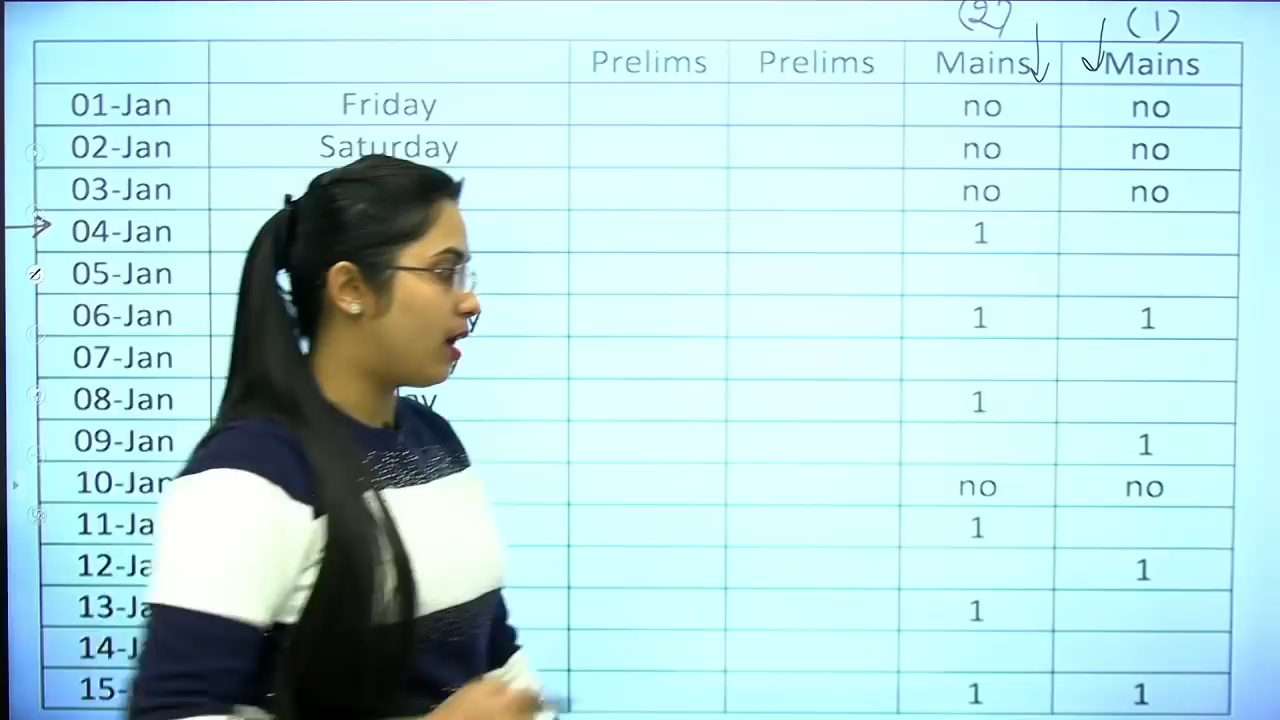 (2) (1)
Prelims Prelims Mains Mains
01-Jan Friday no no
02-Jan Saturday no no
03-Jan no no
04-Jan 1
05-Jan
06-Jan 1 1
07-Jan
08-Jan 1
09-Jan 1
10-Jan no no
11-Ja 1
12-Ja 1
13-Ja 1
14-J
15- 1 1